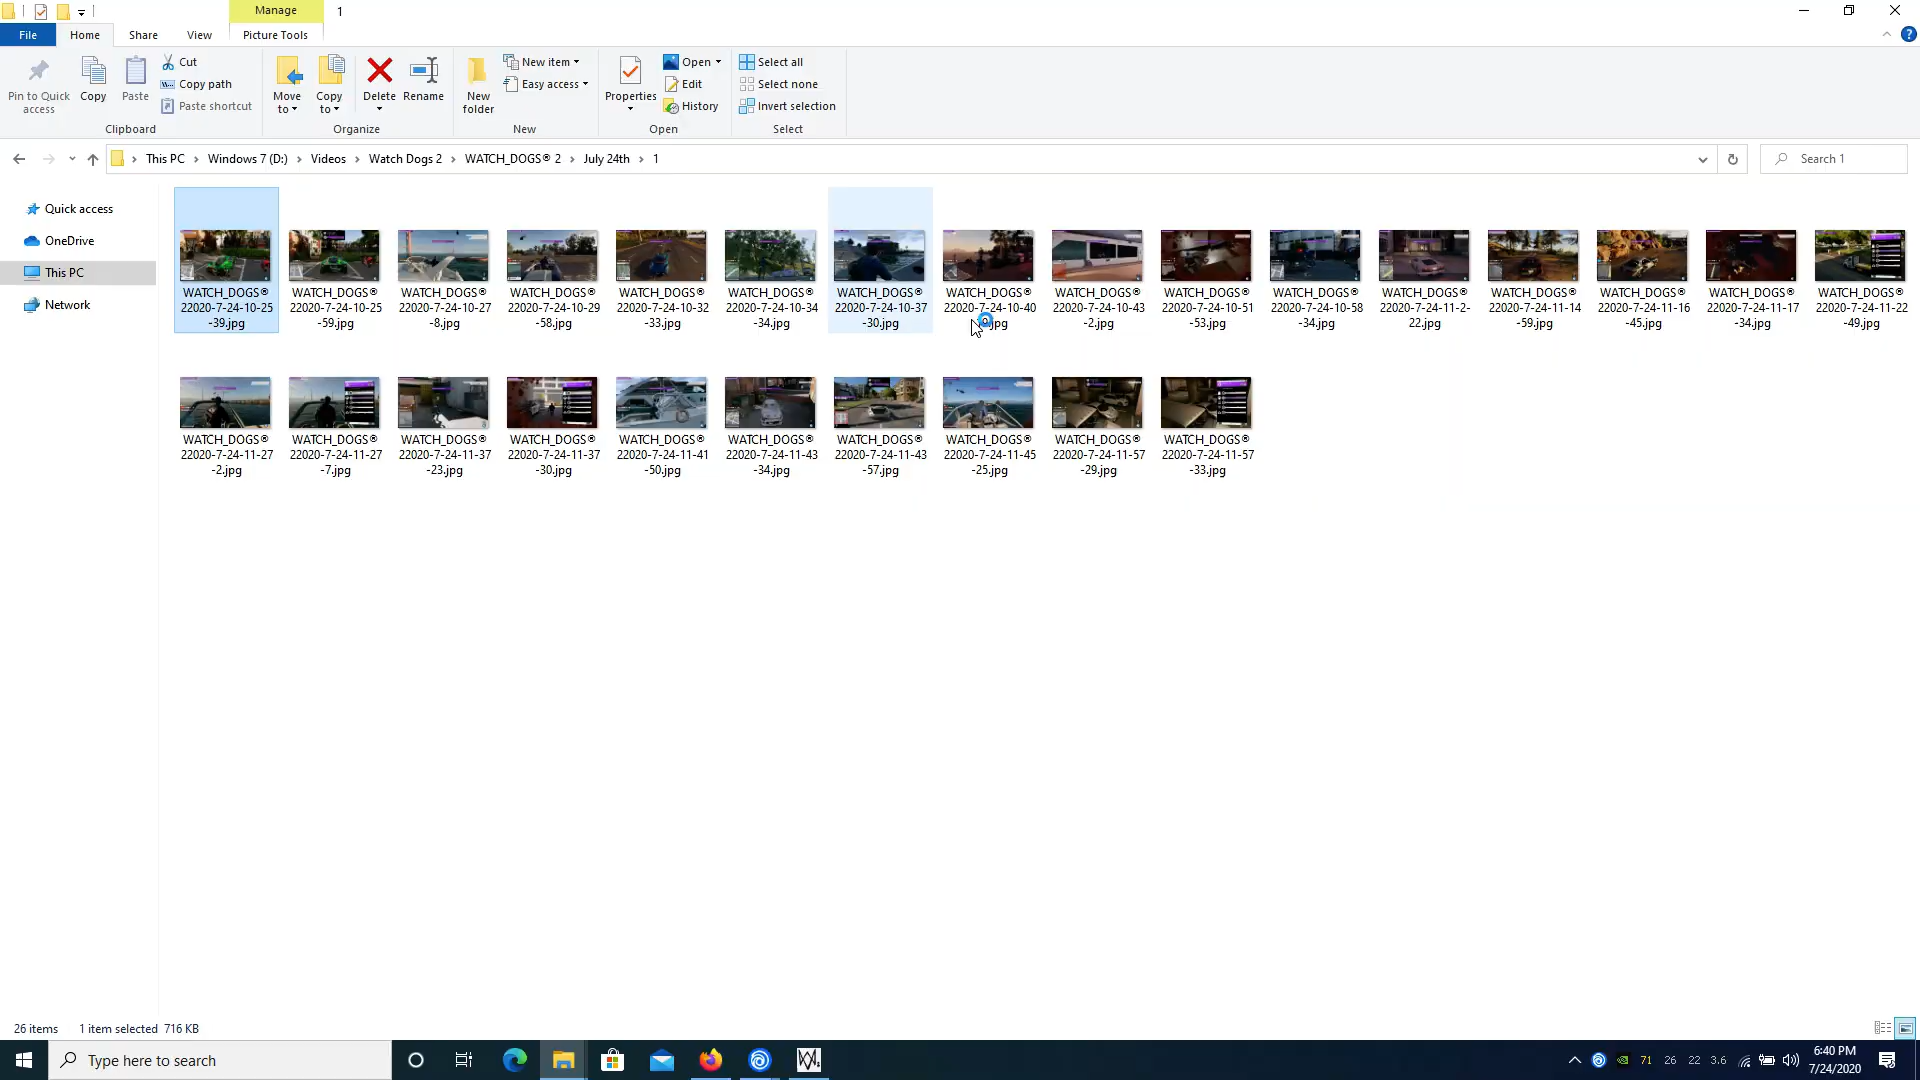 Manage
1
File
Home
Share
View
Picture Tools
Pin to Quick
access
Copy
Paste
Cut
Copy path
Paste shortcut
Clipboard
Move
to
Copy
to
Delete
Rename
Organize
New
folder
New item
Easy access
New
Properties
Open
Edit
History
Open
Select all
Select none
Invert selection
Select
This PC
Windows 7 (D:)
Videos
Watch Dogs 2
WATCH_DOGS® 2
July 24th
1
Search 1
Quick access
OneDrive
This PC
Network
WATCH_DOGS®
22020-7-24-10-25
-39.jpg
WATCH_DOGS®
22020-7-24-10-25
-59.jpg
WATCH_DOGS®
22020-7-24-10-27
-8.jpg
WATCH_DOGS®
22020-7-24-10-29
-58.jpg
WATCH_DOGS®
22020-7-24-10-32
-33.jpg
WATCH_DOGS®
22020-7-24-10-34
-34.jpg
WATCH_DOGS®
22020-7-24-10-37
-30.jpg
WATCH_DOGS®
22020-7-24-10-40
WATCH_DOGS®
22020-7-24-10-43
-2.jpg
WATCH_DOGS®
22020-7-24-10-51
-53.jpg
WATCH_DOGS®
22020-7-24-10-58
-34.jpg
WATCH_DOGS®
22020-7-24-11-2-
22.jpg
WATCH_DOGS®
22020-7-24-11-14
-59.jpg
WATCH_DOGS®
22020-7-24-11-16
-45.jpg
WATCH_DOGS®
22020-7-24-11-17
-34.jpg
WATCH_DOGS®
22020-7-24-11-22
-49.jpg
WATCH_DOGS®
22020-7-24-11-27
-2.jpg
WATCH_DOGS®
22020-7-24-11-27
-7.jpg
WATCH_DOGS®
22020-7-24-11-37
-23.jpg
WATCH_DOGS®
22020-7-24-11-37
-30.jpg
WATCH_DOGS®
22020-7-24-11-41
-50.jpg
WATCH_DOGS®
22020-7-24-11-43
-34.jpg
WATCH_DOGS®
22020-7-24-11-43
-57.jpg
WATCH_DOGS®
22020-7-24-11-45
-25.jpg
WATCH_DOGS®
22020-7-24-11-57
-29.jpg
WATCH_DOGS®
22020-7-24-11-57
-33.jpg
26 items 1 item selected 716 KB
Type here to search
71 26 22 3.6
6:40 PM
7/24/2020